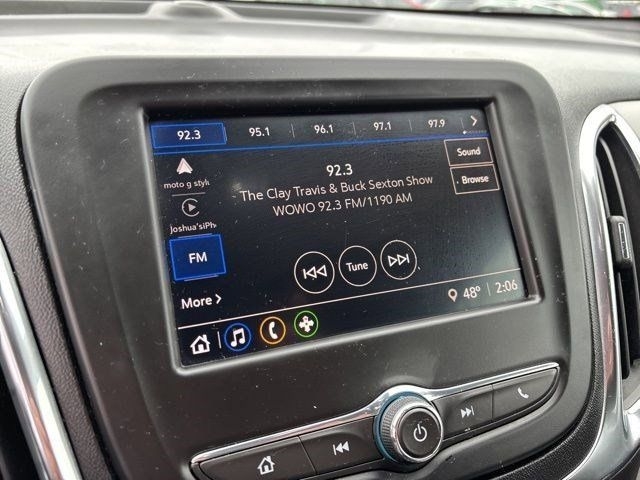 92.3 95.1 96.1 97.1 97.9
moto g styl
joshua'siPh
FM
More
92.3
The Clay Travis & Buck Sexton Show
WOWO 92.3 FM/1190 AM
Tune
Sound
Browse
48° 2:06